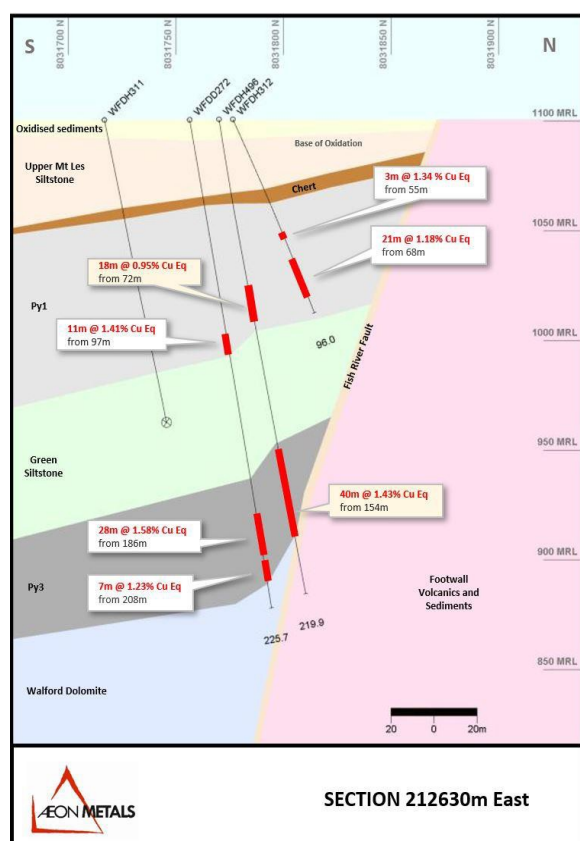 S
8031700 N
8031750 N
8031800 N
8031850 N
8031900 N
N
WFDH311
WFDD272
WFDH496
WFDH312
1100 MRL
Oxidised sediments
Base of Oxidation
Upper Mt Les
Siltstone
Chert
3m @ 1.34 % Cu Eq
from 55m
1050 MRL
21m @ 1.18% Cu Eq
from 68m
18m @ 0.95% Cu Eq
from 72m
Py1
11m @ 1.41% Cu Eq
from 97m
1000 MRL
96.0
Fish River Fault
950 MRL
Green
Siltstone
40m @ 1.43% Cu Eq
from 154m
28m @ 1.58% Cu Eq
from 186m
900 MRL
7m @ 1.23% Cu Eq
from 208m
Py3
Footwall
Volcanics and
Sediments
219.9
225.7
850 MRL
Walford Dolomite
20 0 20m
ÆON METALS
SECTION 212630m East